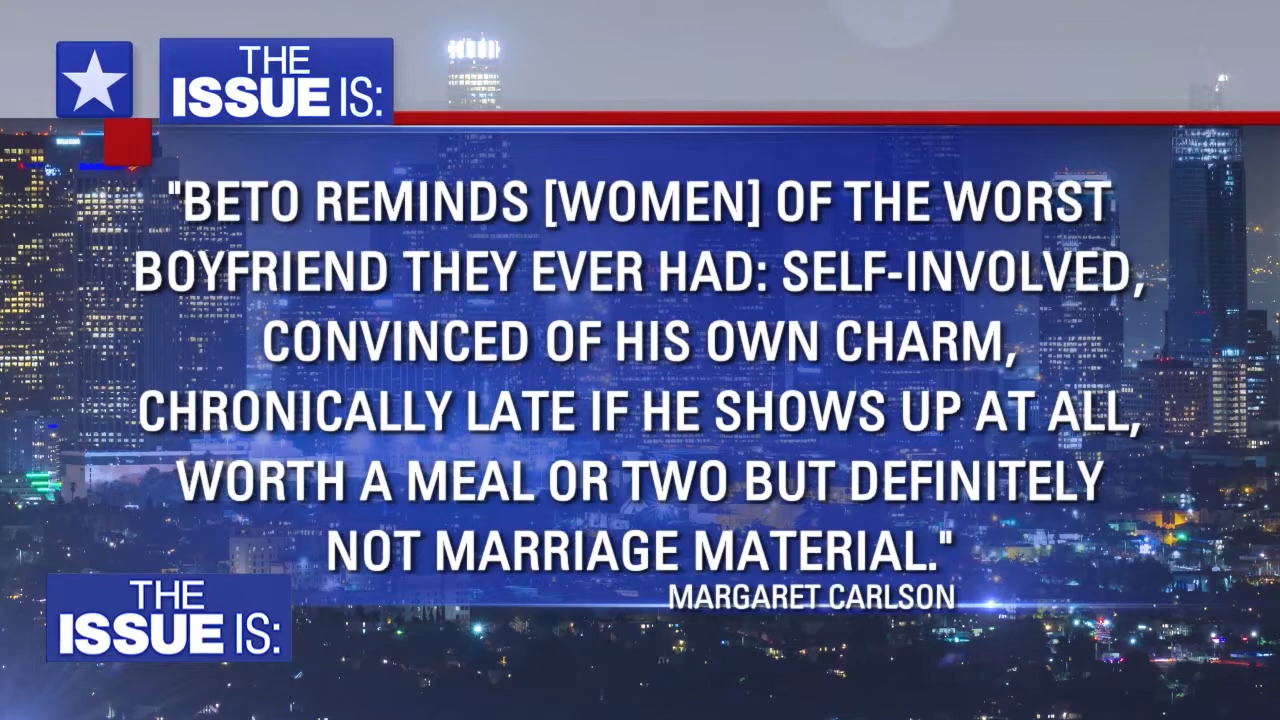 THE
ISSUE IS:
"BETO REMINDS [WOMEN] OF THE WORST
BOYFRIEND THEY EVER HAD: SELF-INVOLVED,
CONVINCED OF HIS OWN CHARM,
CHRONICALLY LATE IF HE SHOWS UP AT ALL,
WORTH A MEAL OR TWO BUT DEFINITELY
NOT MARRIAGE MATERIAL."
MARGARET CARLSON
THE
ISSUE IS: